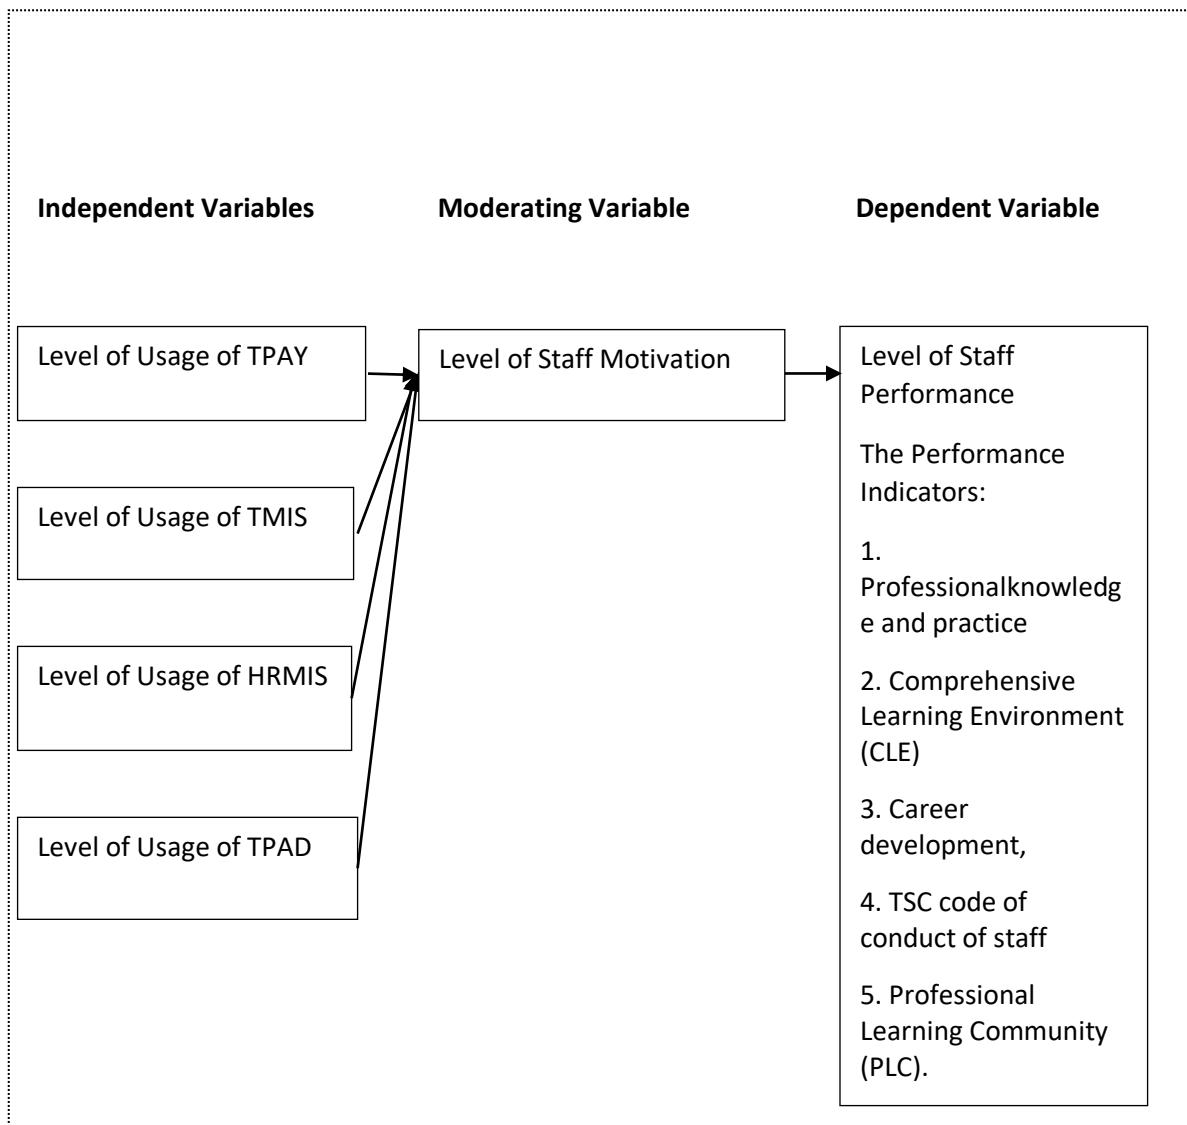 Independent Variables
Moderating Variable
Dependent Variable
Level of Usage of TPAY
Level of Usage of TMIS
Level of Usage of HRMIS
Level of Usage of TPAD
Level of Staff Motivation
Level of Staff
Performance
The Performance
Indicators:
1.
Professionalknowledg
e and practice
2. Comprehensive
Learning Environment
(CLE)
3. Career
development,
4. TSC code of
conduct of staff
5. Professional
Learning Community
(PLC).